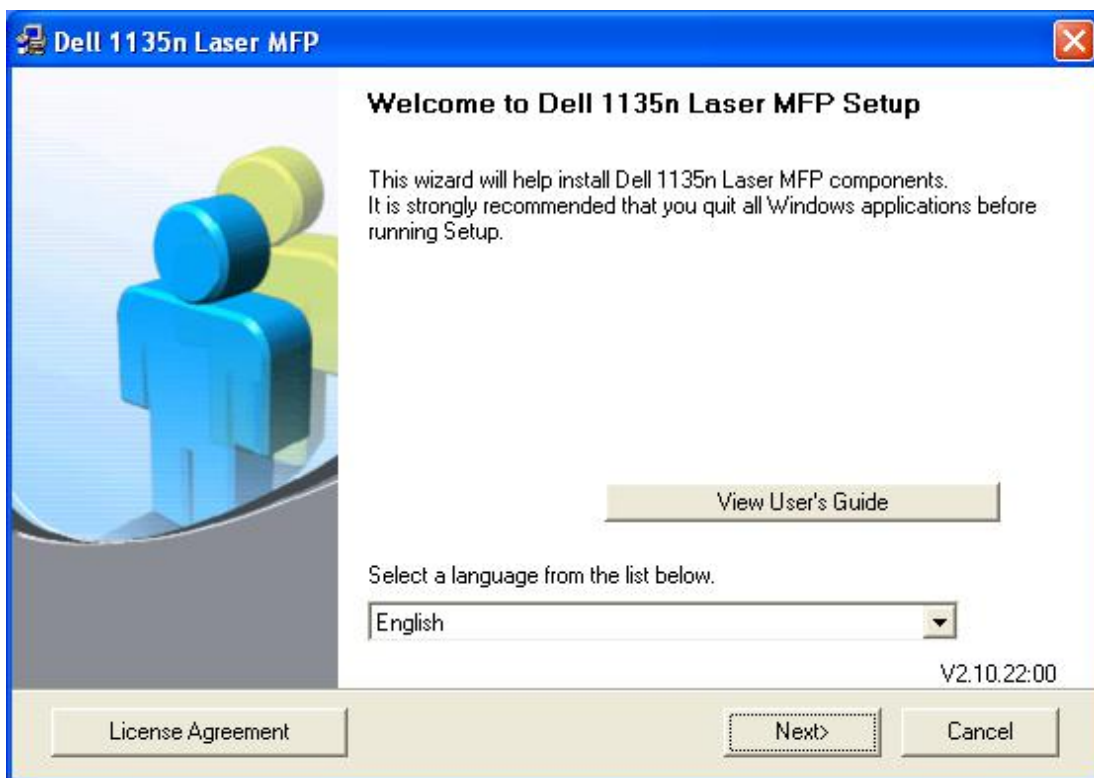 Dell 1135n Laser MFP
Welcome to Dell 1135n Laser MFP Setup
This wizard will help install Dell 1135n Laser MFP components.
It is strongly recommended that you quit all Windows applications before
running Setup.
View User's Guide
Select a language from the list below.
English
V2.10.22:00
License Agreement
Next>
Cancel